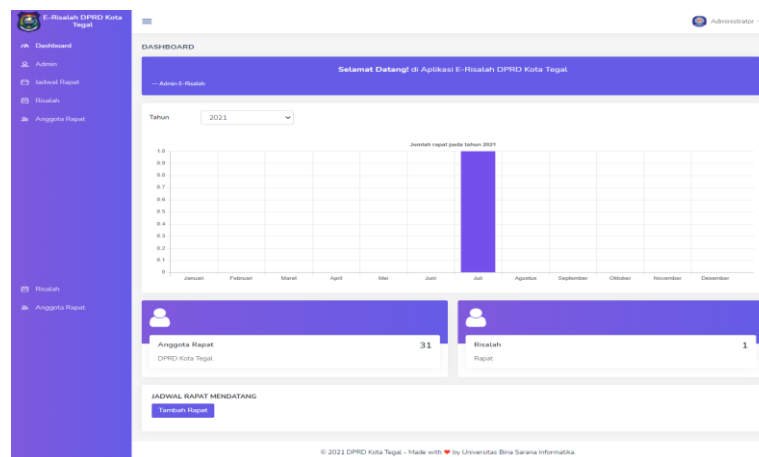 E-Risalah DPRD Kota
Tegal
Administrator
Dashboard
Admin
Jadwal Rapat
Risalah
Anggota Rapat
Risalah
Anggota Rapat
DASHBOARD
Selamat Datang! di Aplikasi E-Risalah DPRD Kota Tegal
— Admin E-Risalah
Tahun 2021
Jumlah rapat pada tahun 2021
1.0
0.9
0.8
0.7
0.6
0.5
0.4
0.3
0.2
0.1
0
Januari Februari Maret April Mei Juni Juli Agustus September Oktober November Desember
Anggota Rapat 31
DPRD Kota Tegal
Risalah 1
Rapat
JADWAL RAPAT MENDATANG
Tambah Rapat
© 2021 DPRD Kota Tegal - Made with ❤ by Universitas Bina Sarana Informatika.